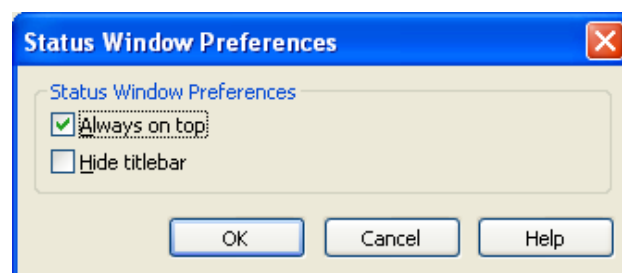 Status Window Preferences
Status Window Preferences
Always on top
Hide titlebar
OK Cancel Help